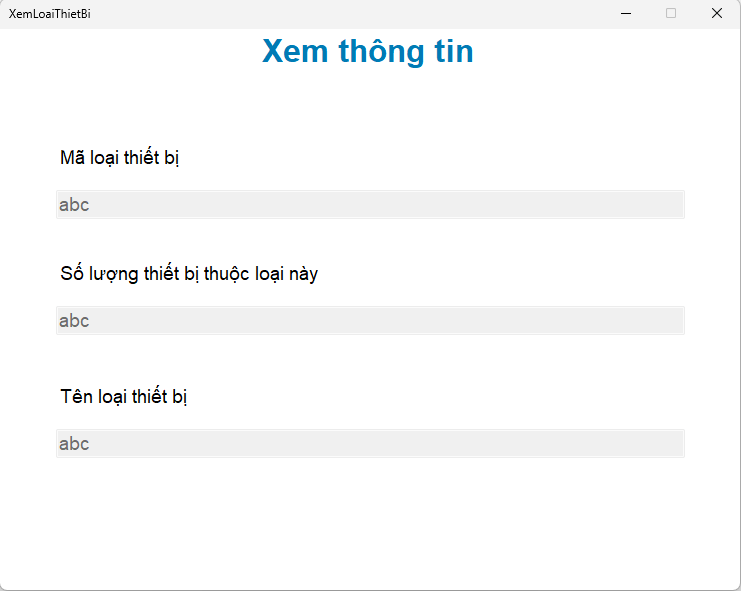 XemLoaiThietBi
Xem thông tin
Mã loại thiết bị
abc
Số lượng thiết bị thuộc loại này
abc
Tên loại thiết bị
abc